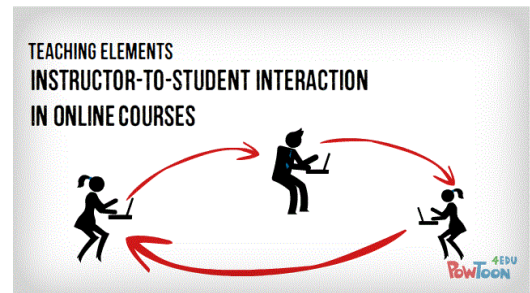 TEACHING ELEMENTS
INSTRUCTOR-TO-STUDENT INTERACTION
IN ONLINE COURSES
4EDU
POWTOON